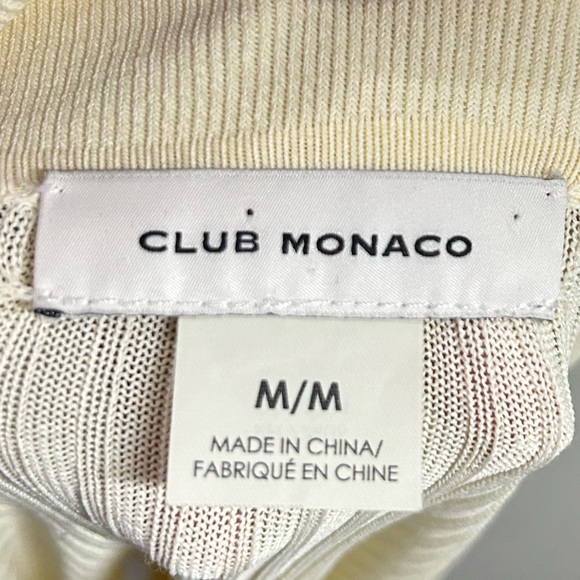 CLUB MONACO
M/M
MADE IN CHINA/
FABRIQUÉ EN CHINE